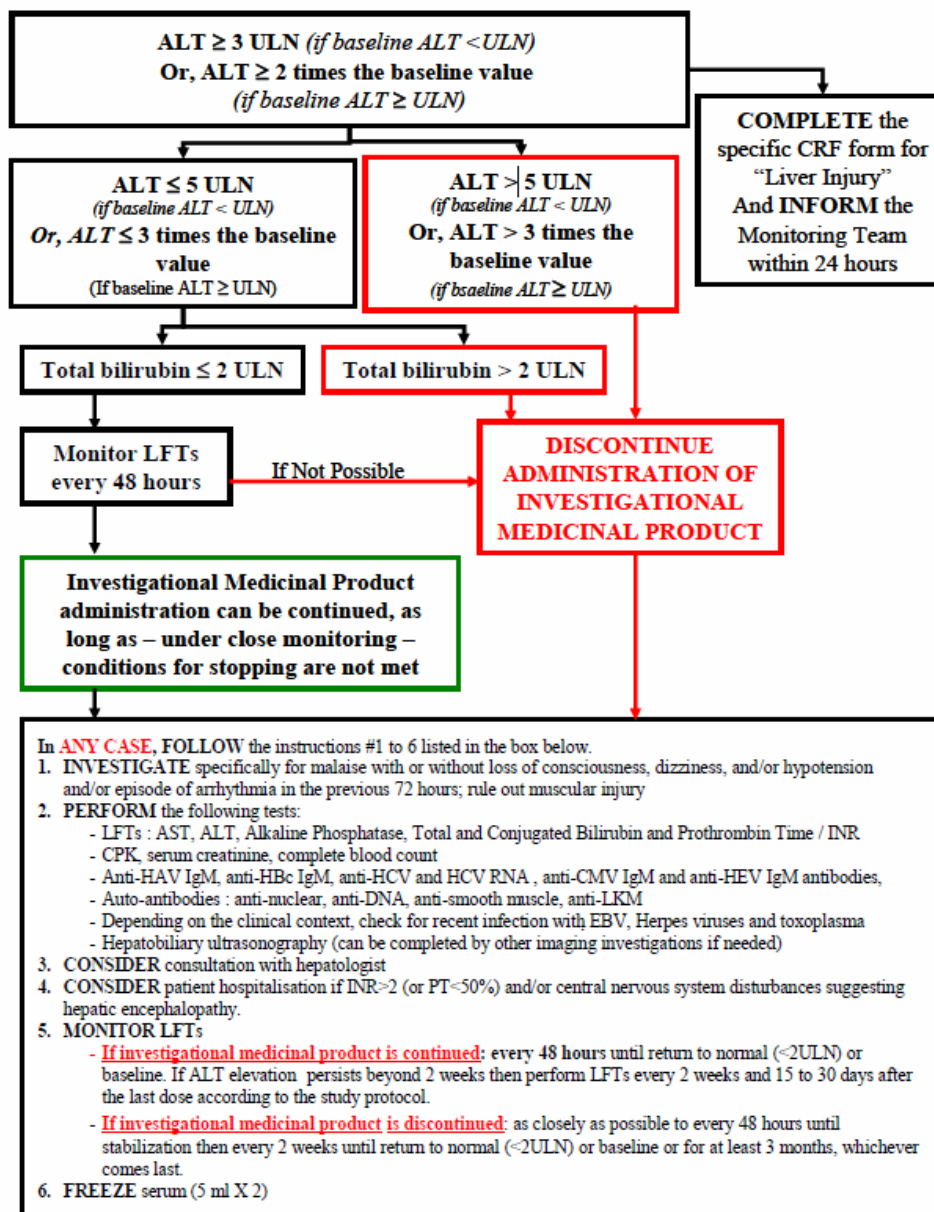 ALT ≥ 3 ULN (if baseline ALT <ULN)
Or, ALT ≥ 2 times the baseline value
(if baseline ALT ≥ ULN)
COMPLETE the
specific CRF form for
“Liver Injury”
And INFORM the
Monitoring Team
within 24 hours
ALT ≤ 5 ULN
(if baseline ALT < ULN)
Or, ALT ≤ 3 times the baseline
value
(If baseline ALT ≥ ULN)
ALT > 5 ULN
(if baseline ALT < ULN)
Or, ALT > 3 times the
baseline value
(if bsaeline ALT ≥ ULN)
Total bilirubin ≤ 2 ULN
Total bilirubin > 2 ULN
Monitor LFTs
every 48 hours
If Not Possible
DISCONTINUE
ADMINISTRATION OF
INVESTIGATIONAL
MEDICINAL PRODUCT
Investigational Medicinal Product
administration can be continued, as
long as – under close monitoring –
conditions for stopping are not met
In ANY CASE, FOLLOW the instructions #1 to 6 listed in the box below.
1. INVESTIGATE specifically for malaise with or without loss of consciousness, dizziness, and/or hypotension
and/or episode of arrhythmia in the previous 72 hours; rule out muscular injury
2. PERFORM the following tests:
- LFTs : AST, ALT, Alkaline Phosphatase, Total and Conjugated Bilirubin and Prothrombin Time / INR
- CPK, serum creatinine, complete blood count
- Anti-HAV IgM, anti-HBc IgM, anti-HCV and HCV RNA , anti-CMV IgM and anti-HEV IgM antibodies,
- Auto-antibodies : anti-nuclear, anti-DNA, anti-smooth muscle, anti-LKM
- Depending on the clinical context, check for recent infection with EBV, Herpes viruses and toxoplasma
- Hepatobiliary ultrasonography (can be completed by other imaging investigations if needed)
3. CONSIDER consultation with hepatologist
4. CONSIDER patient hospitalisation if INR>2 (or PT<50%) and/or central nervous system disturbances suggesting
hepatic encephalopathy.
5. MONITOR LFTs
- If investigational medicinal product is continued: every 48 hours until return to normal (<2ULN) or
baseline. If ALT elevation persists beyond 2 weeks then perform LFTs every 2 weeks and 15 to 30 days after
the last dose according to the study protocol.
- If investigational medicinal product is discontinued: as closely as possible to every 48 hours until
stabilization then every 2 weeks until return to normal (<2ULN) or baseline or for at least 3 months, whichever
comes last.
6. FREEZE serum (5 ml X 2)